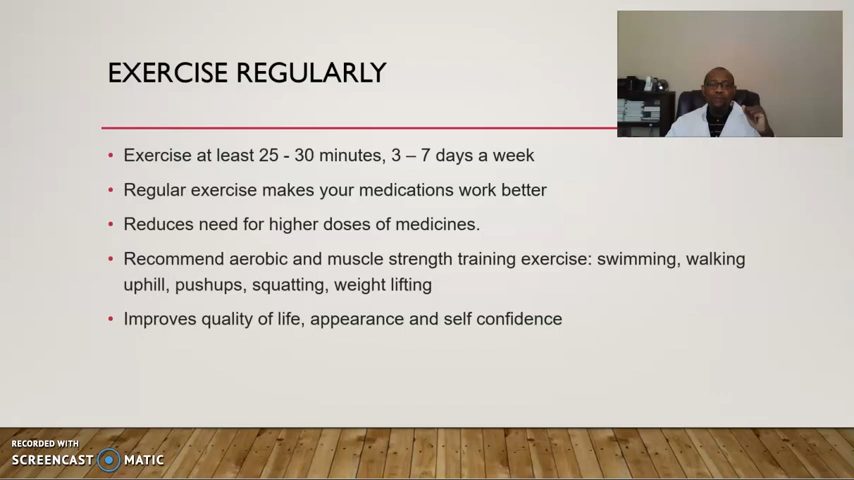 EXERCISE REGULARLY
• Exercise at least 25 - 30 minutes, 3 – 7 days a week
• Regular exercise makes your medications work better
• Reduces need for higher doses of medicines.
• Recommend aerobic and muscle strength training exercise: swimming, walking
uphill, pushups, squatting, weight lifting
• Improves quality of life, appearance and self confidence
RECORDED WITH
SCREENCAST MATIC